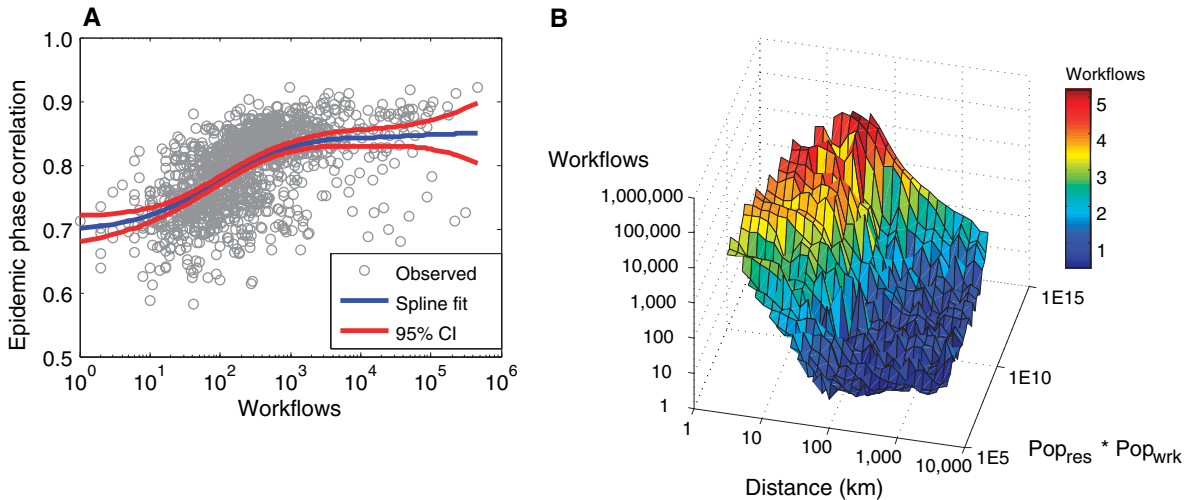 A
Epidemic phase correlation
1.0
0.9
0.8
0.7
0.6
0.5
10^0
10^1
10^2
10^3
10^4
10^5
10^6
Workflows
Observed
Spline fit
95% CI
B
Workflows
1,000,000
100,000
10,000
1,000
100
10
1
1
10
100
1,000
10,000
Distance (km)
1E5
1E10
1E15
Pop_res * Pop_wrk
Workflows
5
4
3
2
1